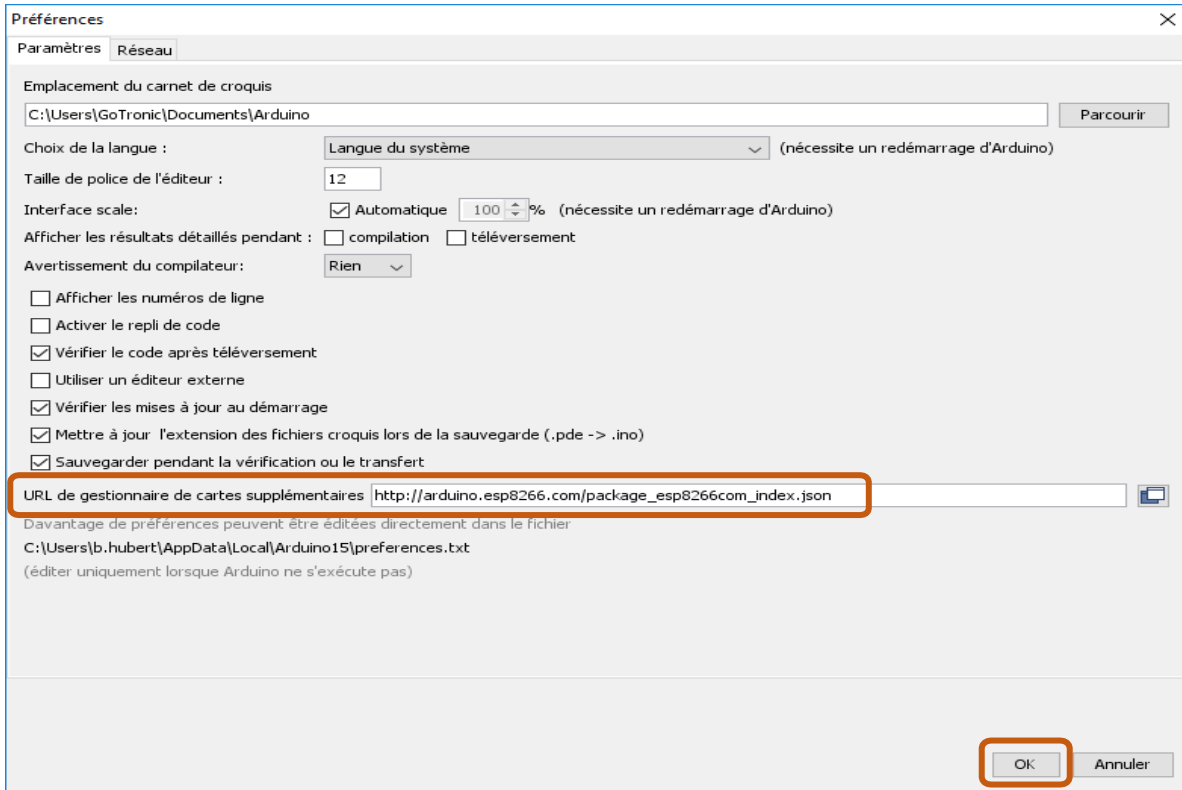 Préférences
Paramètres Réseau
Emplacement du carnet de croquis
C:\Users\GoTronic\Documents\Arduino Parcourir
Choix de la langue : Langue du système (nécessite un redémarrage d'Arduino)
Taille de police de l'éditeur : 12
Interface scale: Automatique 100 % (nécessite un redémarrage d'Arduino)
Afficher les résultats détaillés pendant : compilation téléversement
Avertissement du compilateur: Rien
Afficher les numéros de ligne
Activer le repli de code
Vérifier le code après téléversement
Utiliser un éditeur externe
Vérifier les mises à jour au démarrage
Mettre à jour l'extension des fichiers croquis lors de la sauvegarde (.pde -> .ino)
Sauvegarder pendant la vérification ou le transfert
URL de gestionnaire de cartes supplémentaires http://arduino.esp8266.com/package_esp8266com_index.json
Davantage de préférences peuvent être éditées directement dans le fichier
C:\Users\b.hubert\AppData\Local\Arduino15\preferences.txt
(éditer uniquement lorsque Arduino ne s'exécute pas)
OK Annuler